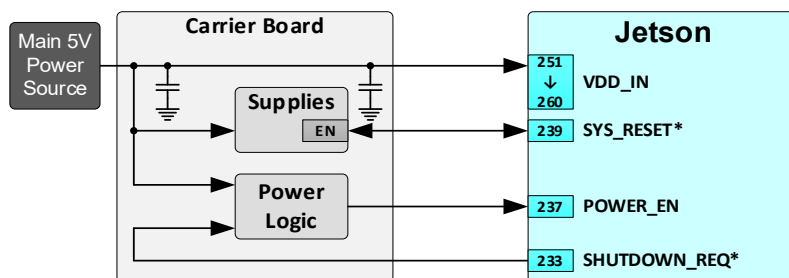 Carrier Board
Jetson
Main 5V
Power
Source
251
↓
260
VDD_IN
Supplies
EN
239
SYS_RESET*
Power
Logic
237
POWER_EN
233
SHUTDOWN_REQ*